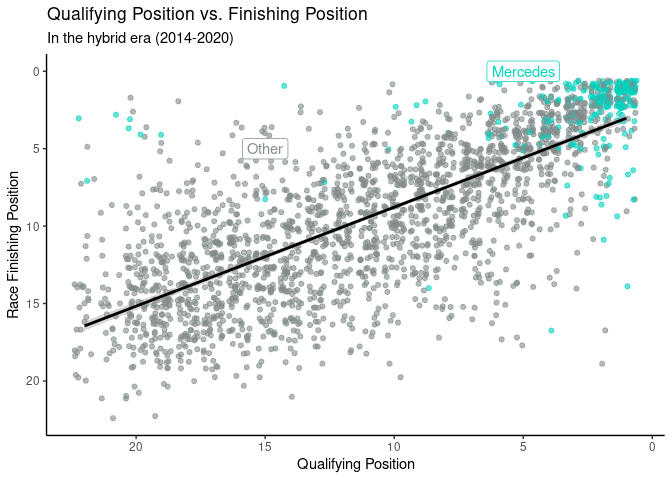 Qualifying Position vs. Finishing Position
In the hybrid era (2014-2020)
Mercedes
Other
Race Finishing Position
0
5
10
15
20
20
15
10
5
0
Qualifying Position